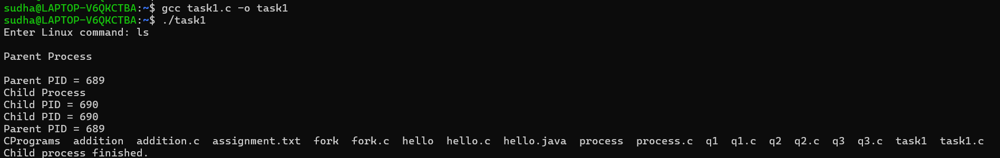 sudha@LAPTOP-V6QKCTBA:~$ gcc task1.c -o task1
sudha@LAPTOP-V6QKCTBA:~$ ./task1
Enter Linux command: ls
Parent Process
Parent PID = 689
Child Process
Child PID = 690
Child PID = 690
Parent PID = 689
CPrograms  addition  addition.c  assignment.txt  fork  fork.c  hello  hello.c  hello.java  process  process.c  q1  q1.c  q2  q2.c  q3  q3.c  task1  task1.c
Child process finished.